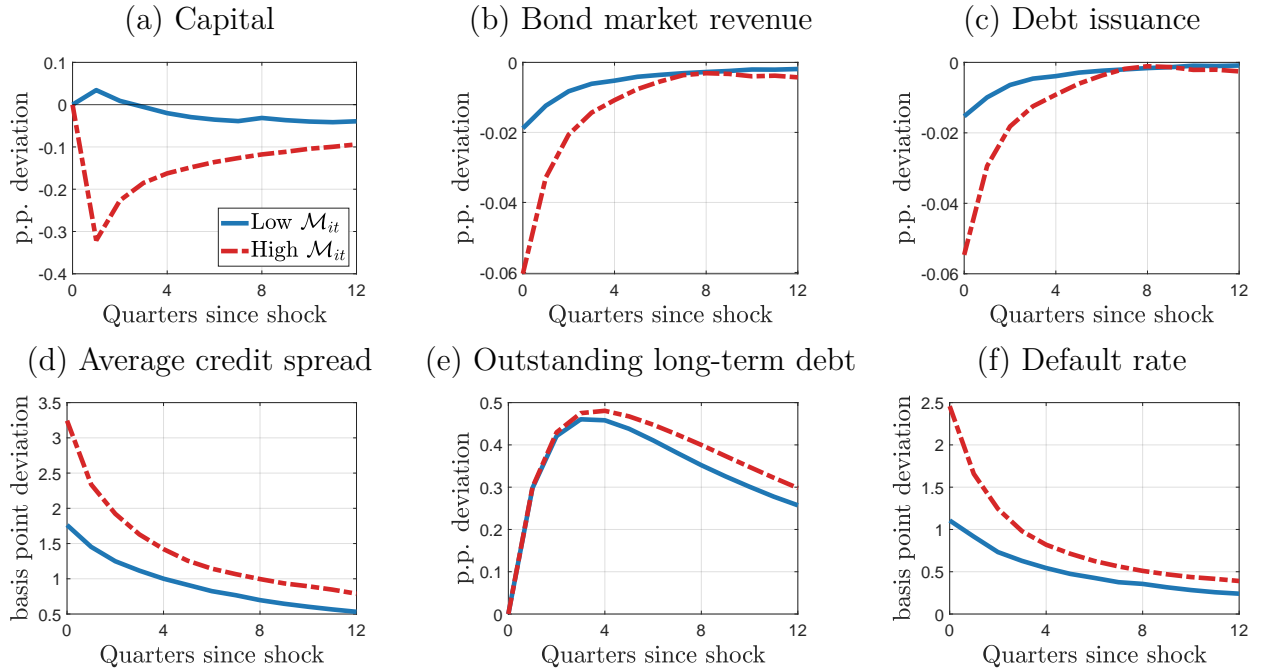 (a) Capital
p.p. deviation
0.1
0
-0.1
-0.2
-0.3
-0.4
Low M_it
High M_it
0 4 8 12
Quarters since shock
(b) Bond market revenue
p.p. deviation
0
-0.02
-0.04
-0.06
0 4 8 12
Quarters since shock
(c) Debt issuance
p.p. deviation
0
-0.02
-0.04
-0.06
0 4 8 12
Quarters since shock
(d) Average credit spread
basis point deviation
3.5
3
2.5
2
1.5
1
0.5
0 4 8 12
Quarters since shock
(e) Outstanding long-term debt
p.p. deviation
0.5
0.4
0.3
0.2
0.1
0
0 4 8 12
Quarters since shock
(f) Default rate
basis point deviation
2.5
2
1.5
1
0.5
0
0 4 8 12
Quarters since shock